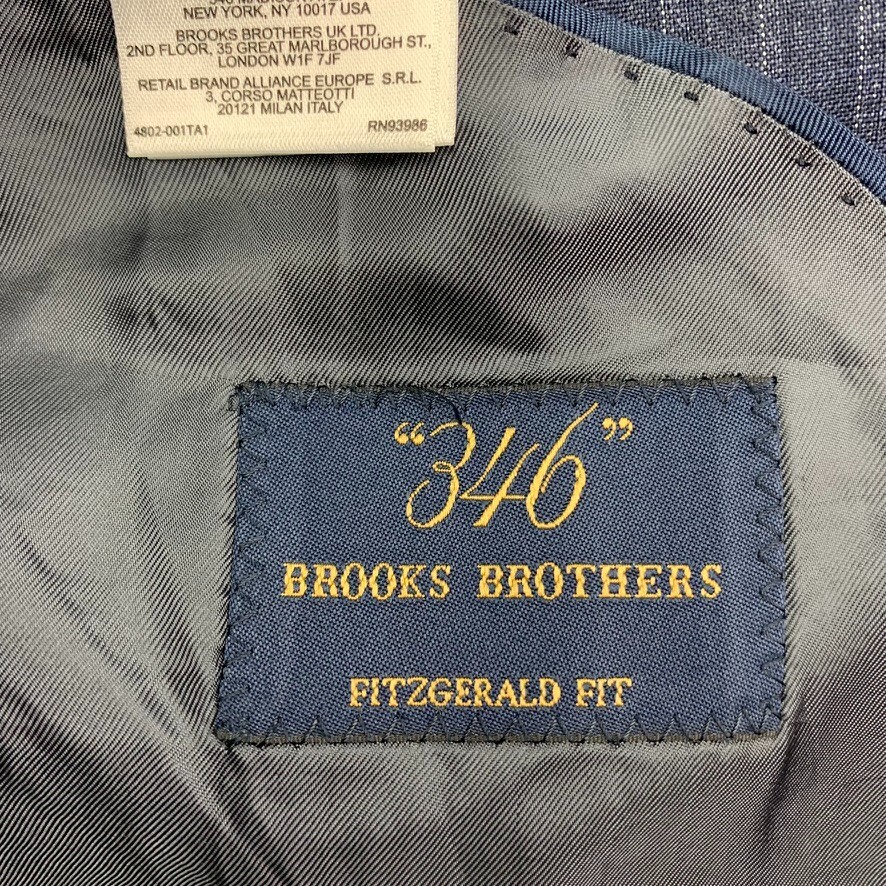 NEW YORK, NY 10017 USA
BROOKS BROTHERS UK LTD.
2ND FLOOR, 35 GREAT MARLBOROUGH ST.,
LONDON W1F 7JF
RETAIL BRAND ALLIANCE EUROPE S.R.L.
3, CORSO MATTEOTTI
20121 MILAN ITALY
4802-001TA1 RN93986
“346”
BROOKS BROTHERS
FITZGERALD FIT